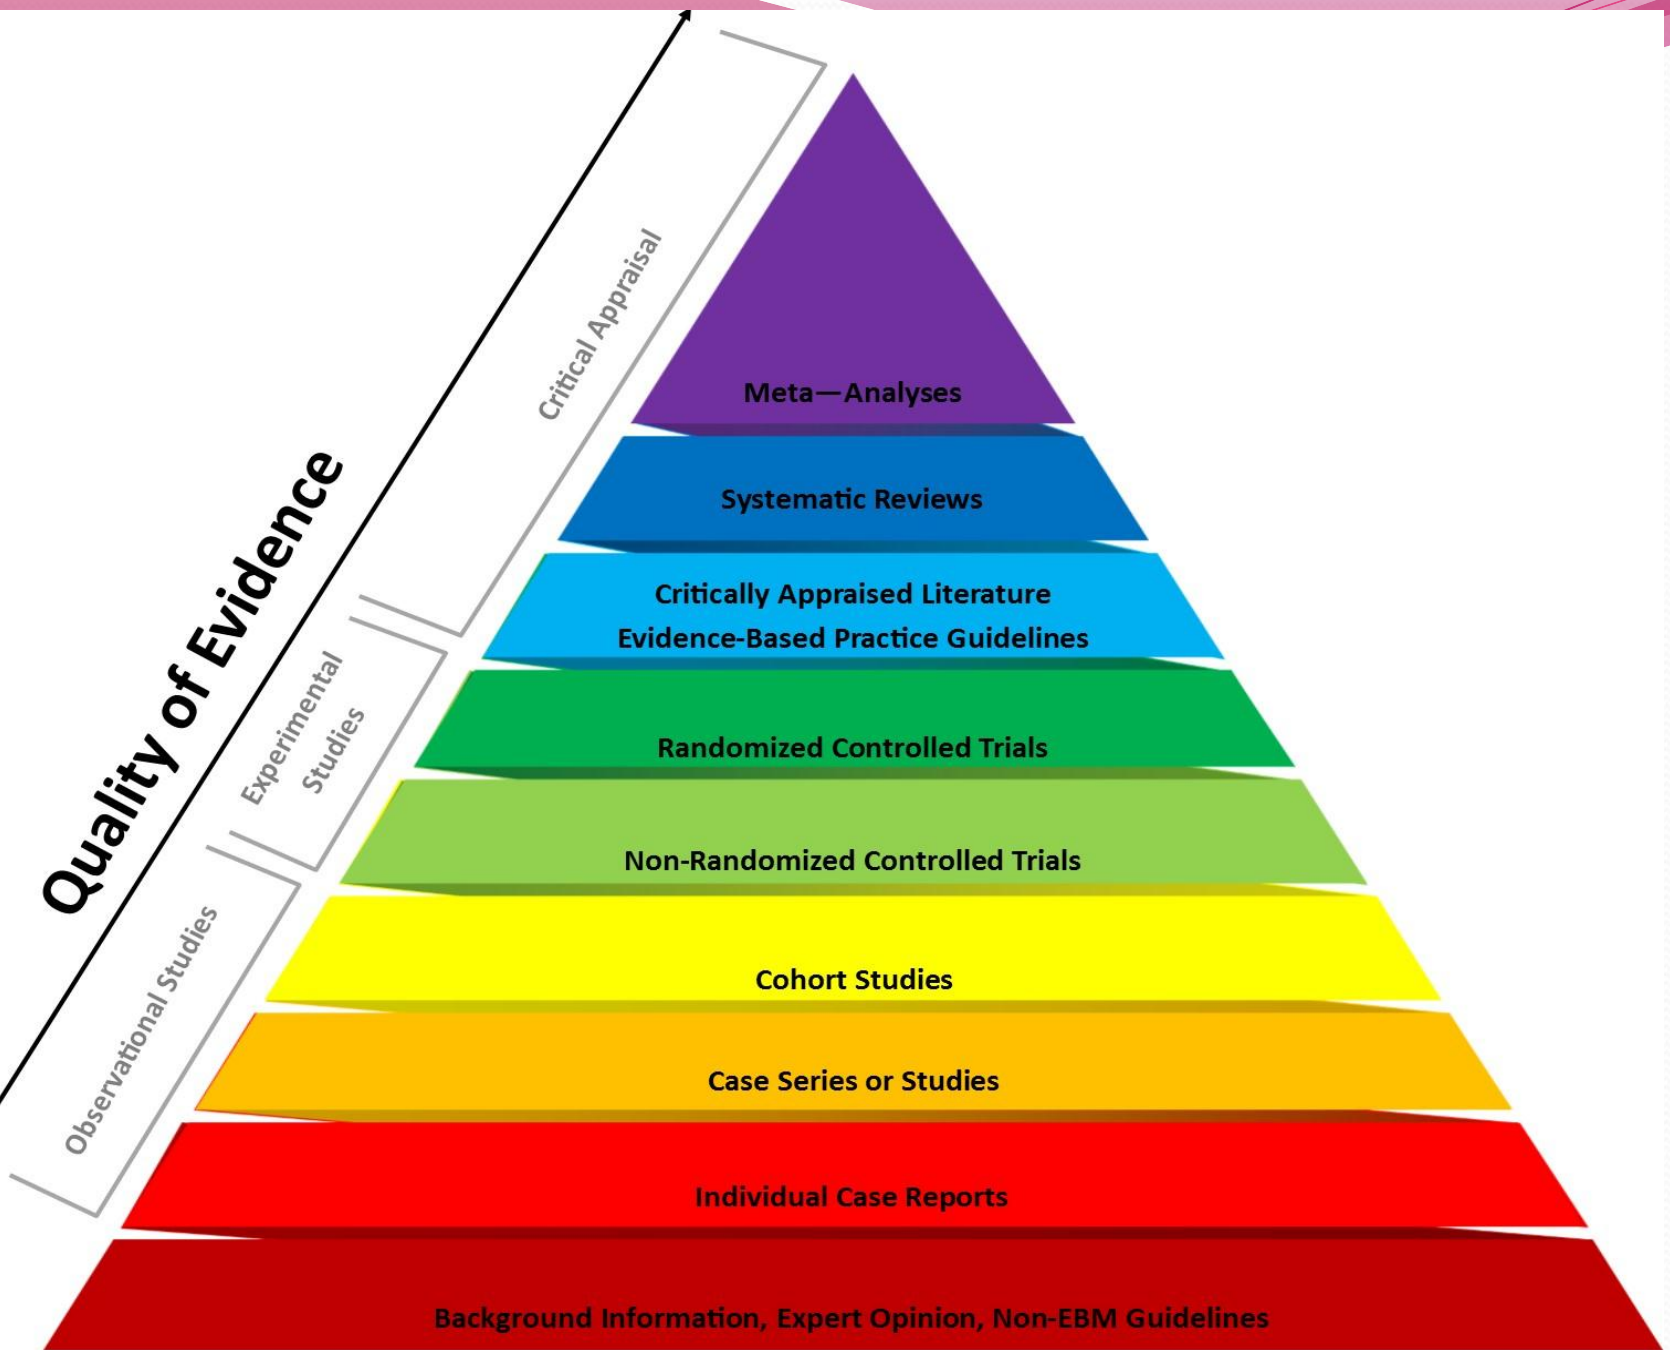 Quality of Evidence
Critical Appraisal
Experimental
Studies
Observational Studies
Meta—Analyses
Systematic Reviews
Critically Appraised Literature
Evidence-Based Practice Guidelines
Randomized Controlled Trials
Non-Randomized Controlled Trials
Cohort Studies
Case Series or Studies
Individual Case Reports
Background Information, Expert Opinion, Non-EBM Guidelines